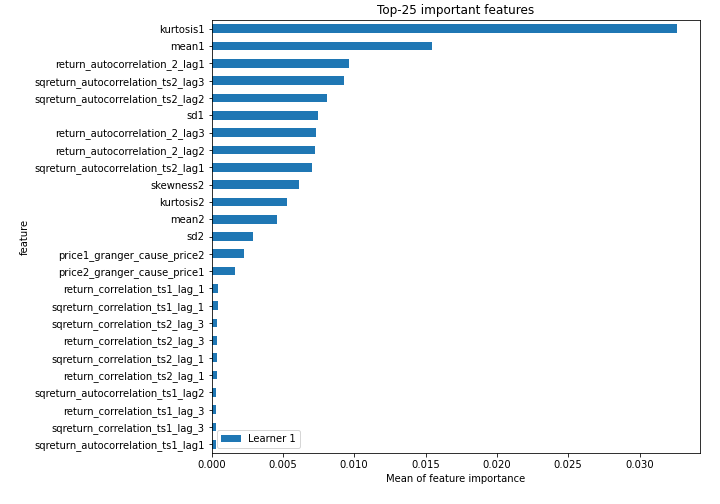 Top-25 important features
kurtosis1
mean1
return_autocorrelation_2_lag1
sqreturn_autocorrelation_ts2_lag3
sqreturn_autocorrelation_ts2_lag2
sd1
return_autocorrelation_2_lag3
return_autocorrelation_2_lag2
sqreturn_autocorrelation_ts2_lag1
skewness2
kurtosis2
mean2
sd2
price1_granger_cause_price2
price2_granger_cause_price1
return_correlation_ts1_lag_1
sqreturn_correlation_ts1_lag_1
sqreturn_correlation_ts2_lag_3
return_correlation_ts2_lag_3
sqreturn_correlation_ts2_lag_1
return_correlation_ts2_lag_1
sqreturn_autocorrelation_ts1_lag2
return_correlation_ts1_lag_3
sqreturn_correlation_ts1_lag_3
sqreturn_autocorrelation_ts1_lag1
feature
Learner 1
0.000 0.005 0.010 0.015 0.020 0.025 0.030
Mean of feature importance